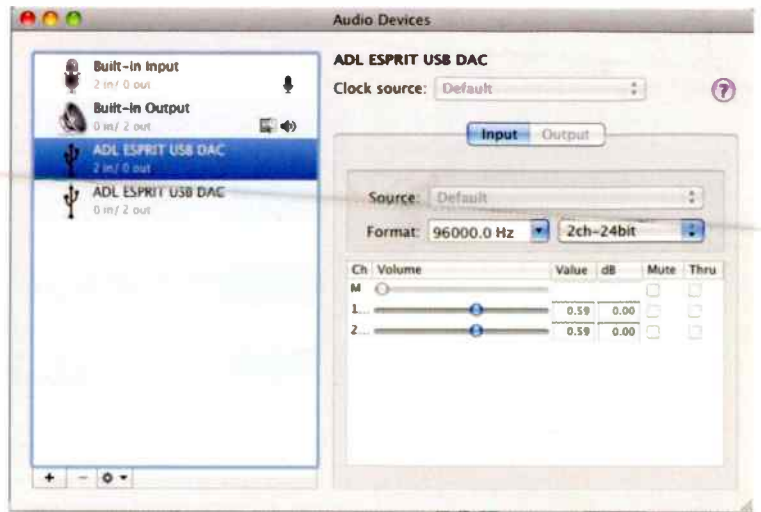 Audio Devices
Built-in Input
2 in/ 0 out
Built-in Output
0 in/ 2 out
ADL ESPRIT USB DAC
2 in/ 0 out
ADL ESPRIT USB DAC
0 in/ 2 out
ADL ESPRIT USB DAC
Clock source: Default
?
Input Output
Source: Default
Format: 96000.0 Hz 2ch-24bit
Ch Volume Value dB Mute Thru
M
1... 0.59 0.00
2... 0.59 0.00
+ −